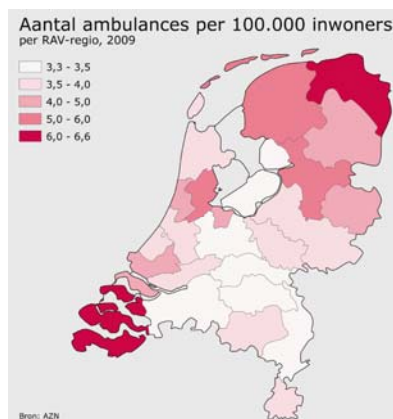 Aantal ambulances per 100.000 inwoners
per RAV-regio, 2009
3,3 - 3,5
3,5 - 4,0
4,0 - 5,0
5,0 - 6,0
6,0 - 6,6
Bron: AZN